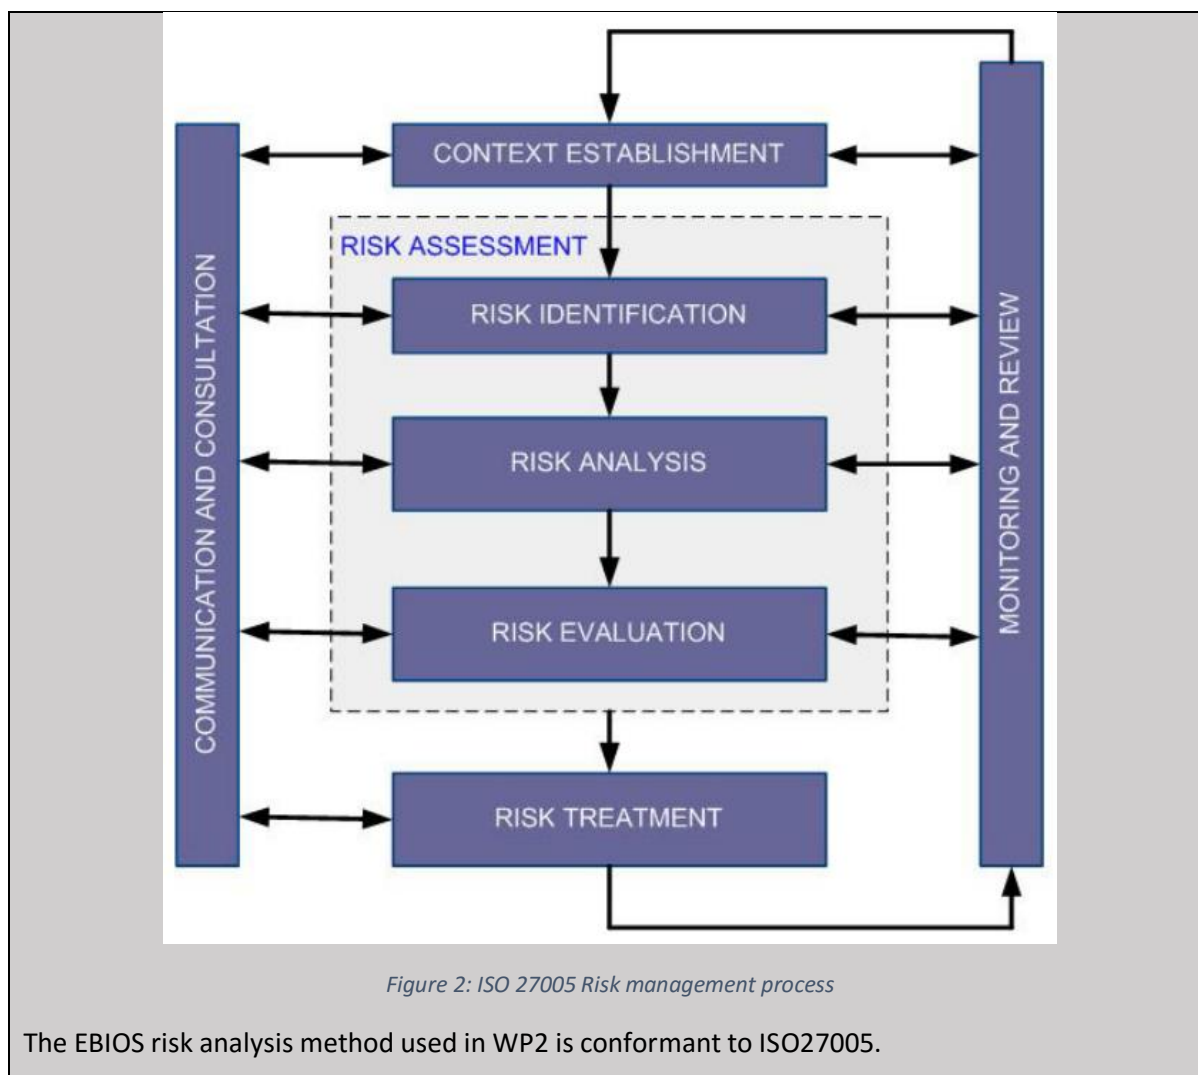 CONTEXT ESTABLISHMENT
RISK ASSESSMENT
RISK IDENTIFICATION
RISK ANALYSIS
RISK EVALUATION
RISK TREATMENT
COMMUNICATION AND CONSULTATION
MONITORING AND REVIEW
Figure 2: ISO 27005 Risk management process
The EBIOS risk analysis method used in WP2 is conformant to ISO27005.